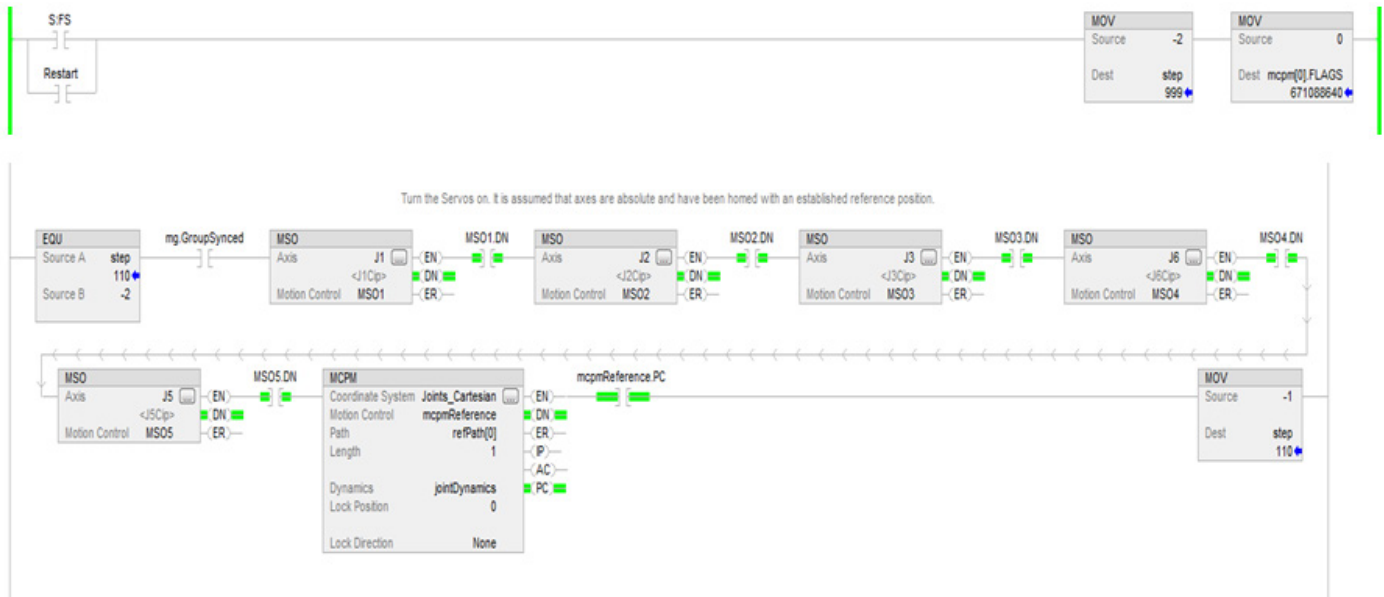 S:FS
Restart
MOV
Source -2
Dest step
999
MOV
Source 0
Dest mcpm[0].FLAGS
671088640
Turn the Servos on. It is assumed that axes are absolute and have been homed with an established reference position.
EQU
Source A step
110
Source B -2
mg.GroupSynced
MSO
Axis J1 ...
<J1Cip>
Motion Control MSO1
EN
DN
ER
MSO1.DN
MSO
Axis J2 ...
<J2Cip>
Motion Control MSO2
EN
DN
ER
MSO2.DN
MSO
Axis J3 ...
<J3Cip>
Motion Control MSO3
EN
DN
ER
MSO3.DN
MSO
Axis J6 ...
<J6Cip>
Motion Control MSO4
EN
DN
ER
MSO4.DN
MSO
Axis J5 ...
<J5Cip>
Motion Control MSO5
EN
DN
ER
MSO5.DN
MCPM
Coordinate System Joints_Cartesian ...
Motion Control mcpmReference
Path refPath[0]
Length 1
Dynamics jointDynamics
Lock Position 0
Lock Direction None
EN
DN
ER
IP
AC
PC
mcpmReference.PC
MOV
Source -1
Dest step
110